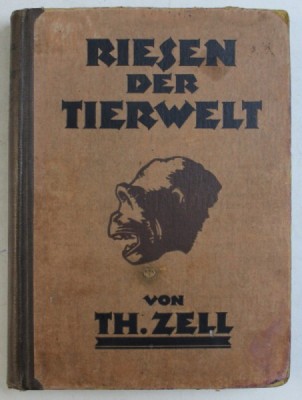 RIESEN
DER
TIERWELT
VON
TH. ZELL